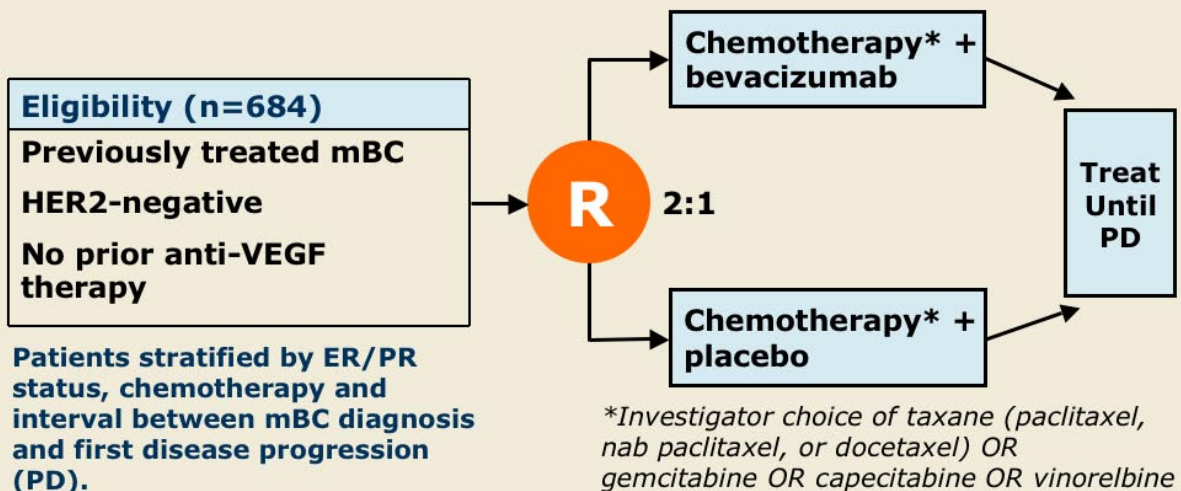 Eligibility (n=684)
Previously treated mBC
HER2-negative
No prior anti-VEGF
therapy
Patients stratified by ER/PR
status, chemotherapy and
interval between mBC diagnosis
and first disease progression
(PD).
R
2:1
Chemotherapy* +
bevacizumab
Chemotherapy* +
placebo
Treat
Until
PD
*Investigator choice of taxane (paclitaxel,
nab paclitaxel, or docetaxel) OR
gemcitabine OR capecitabine OR vinorelbine